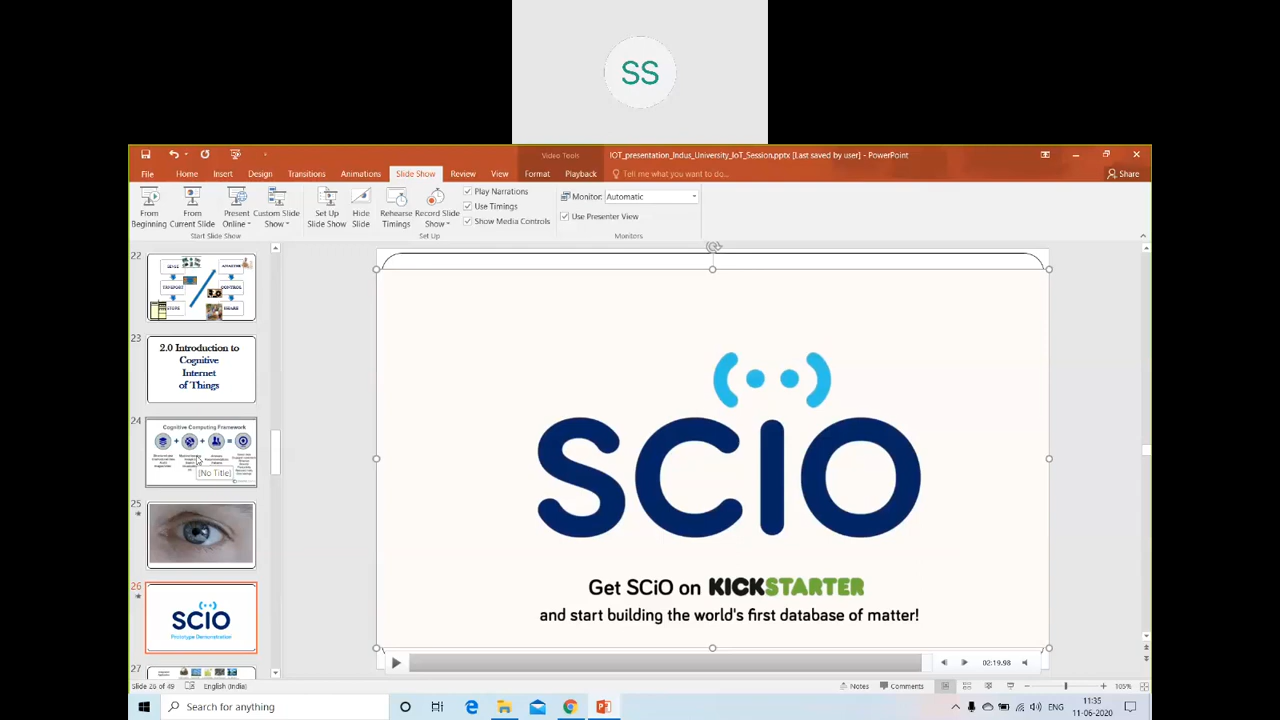 SS
Video Tools
IOT_presentation_Indus_University_IoT_Session.pptx [Last saved by user] - PowerPoint
File Home Insert Design Transitions Animations Slide Show Review View Format Playback Tell me what you want to do... Share
From Beginning
From Current Slide
Present Online
Custom Slide Show
Start Slide Show
Set Up Slide Show
Hide Slide
Rehearse Timings
Record Slide Show
Play Narrations
Use Timings
Show Media Controls
Set Up
Monitor: Automatic
Use Presenter View
Monitors
22
CONTROL
STORE
SHARE
23
2.0 Introduction to
Cognitive
Internet
of Things
24
Cognitive Computing Framework
[No Title]
25
26
SCiO
Prototype Demonstration
27
SCiO
Get SCiO on KICKSTARTER
and start building the world's first database of matter!
02:19.98
Slide 26 of 49 English (India) Notes Comments 105%
Search for anything
ENG
11:35
11-06-2020